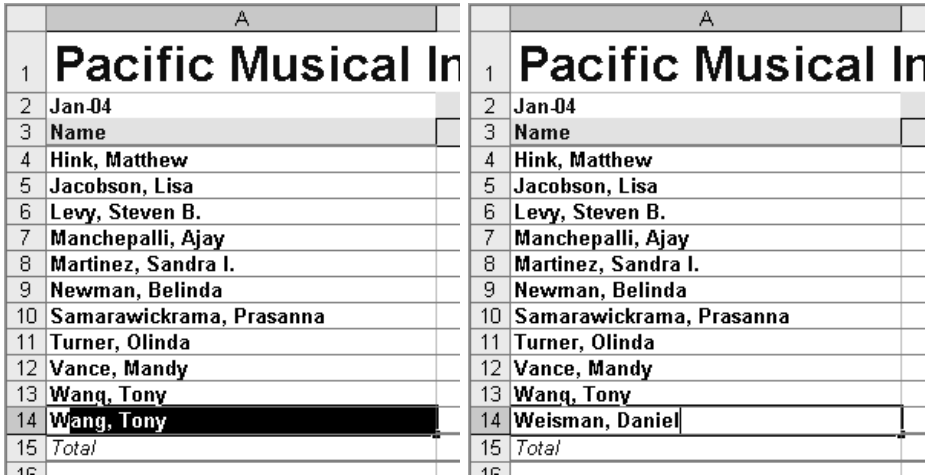 A
1 Pacific Musical In
2 Jan-04
3 Name
4 Hink, Matthew
5 Jacobson, Lisa
6 Levy, Steven B.
7 Manchepalli, Ajay
8 Martinez, Sandra I.
9 Newman, Belinda
10 Samarawickrama, Prasanna
11 Turner, Olinda
12 Vance, Mandy
13 Wang, Tony
14 Wang, Tony
15 Total
16
A
1 Pacific Musical In
2 Jan-04
3 Name
4 Hink, Matthew
5 Jacobson, Lisa
6 Levy, Steven B.
7 Manchepalli, Ajay
8 Martinez, Sandra I.
9 Newman, Belinda
10 Samarawickrama, Prasanna
11 Turner, Olinda
12 Vance, Mandy
13 Wang, Tony
14 Weisman, Daniel
15 Total
16